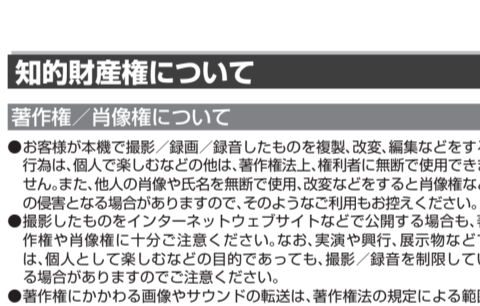 知的財産権について
著作権／肖像権について
●お客様が本機で撮影／録画／録音したものを複製、改変、編集などをす
行為は、個人で楽しむなどの他は、著作権法上、権利者に無断で使用でき
せん。また、他人の肖像や氏名を無断で使用、改変などをすると肖像権な
の侵害となる場合がありますので、そのようなご利用もお控えください。
●撮影したものをインターネットウェブサイトなどで公開する場合も、
作権や肖像権に十分ご注意ください。なお、実演や興行、展示物など
は、個人として楽しむなどの目的であっても、撮影／録音を制限してい
る場合がありますのでご注意ください。
●著作権にかかわる画像やサウンドの転送は、著作権法の規定による範